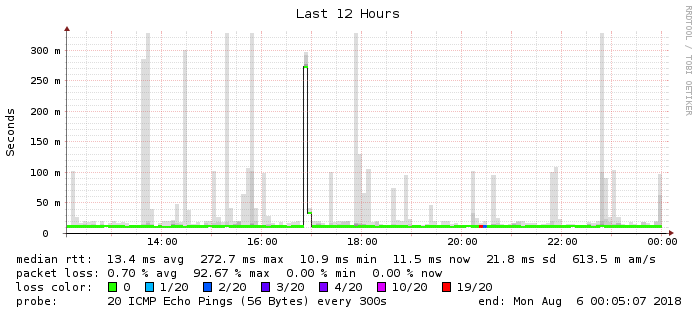 Last 12 Hours
RRDTOOL / TOBI OETIKER
Seconds
300 m
250 m
200 m
150 m
100 m
50 m
0
14:00 16:00 18:00 20:00 22:00 00:00
median rtt: 13.4 ms avg 272.7 ms max 10.9 ms min 11.5 ms now 21.8 ms sd 613.5 m am/s
packet loss: 0.70 % avg 92.67 % max 0.00 % min 0.00 % now
loss color: 0 1/20 2/20 3/20 4/20 10/20 19/20
probe: 20 ICMP Echo Pings (56 Bytes) every 300s end: Mon Aug 6 00:05:07 2018